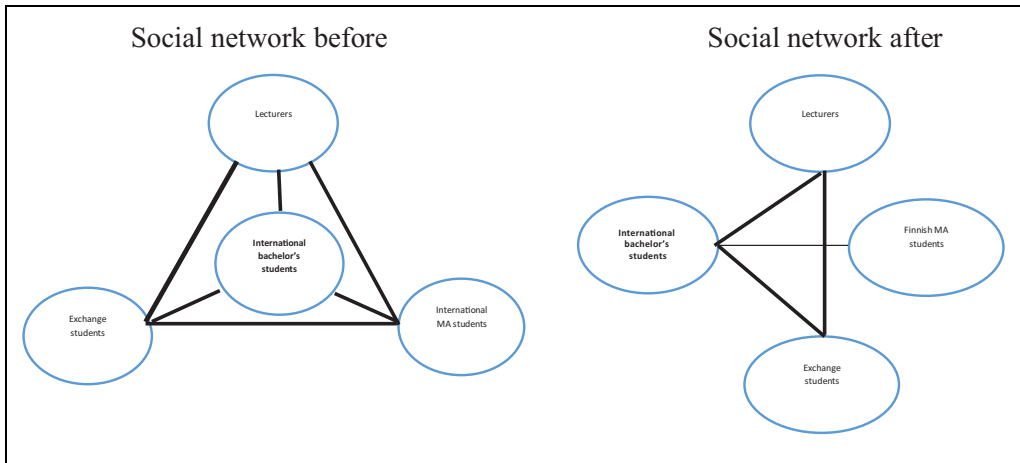 Social network before
Lecturers
International
bachelor's
students
Exchange
students
International
MA students
Social network after
Lecturers
International
bachelor's
students
Finnish MA
students
Exchange
students